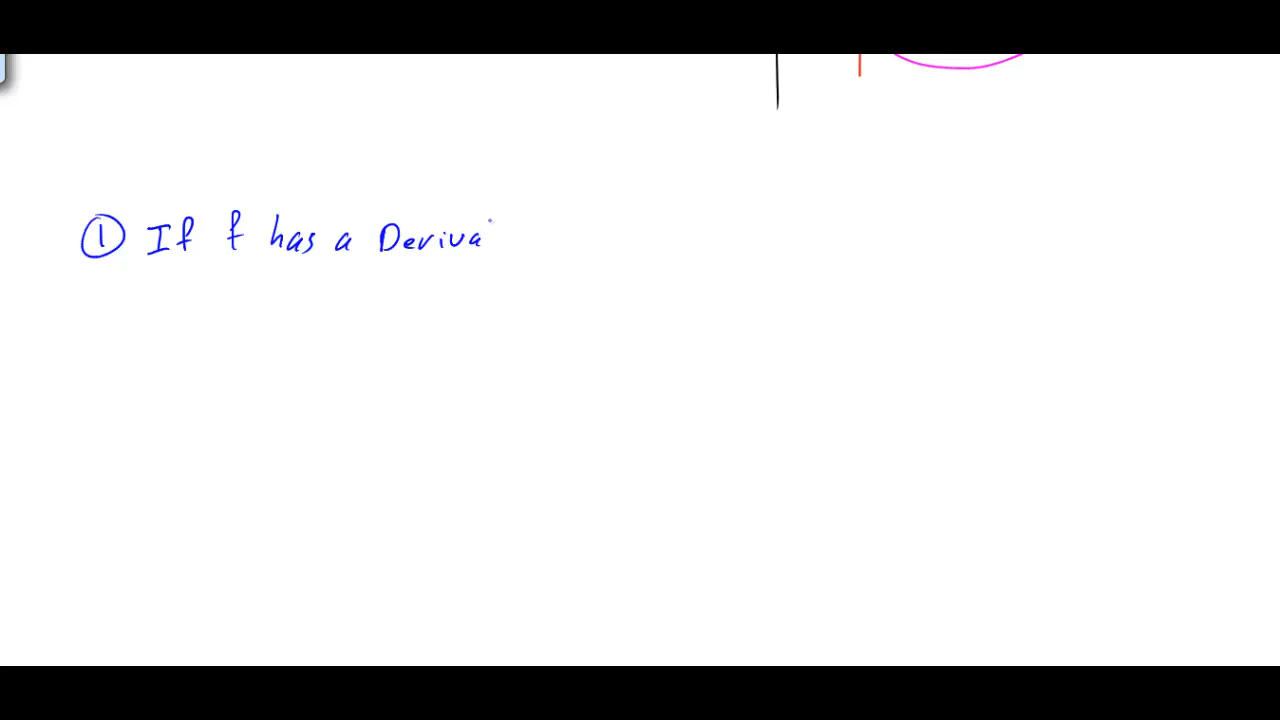 ① If f has a Deriva